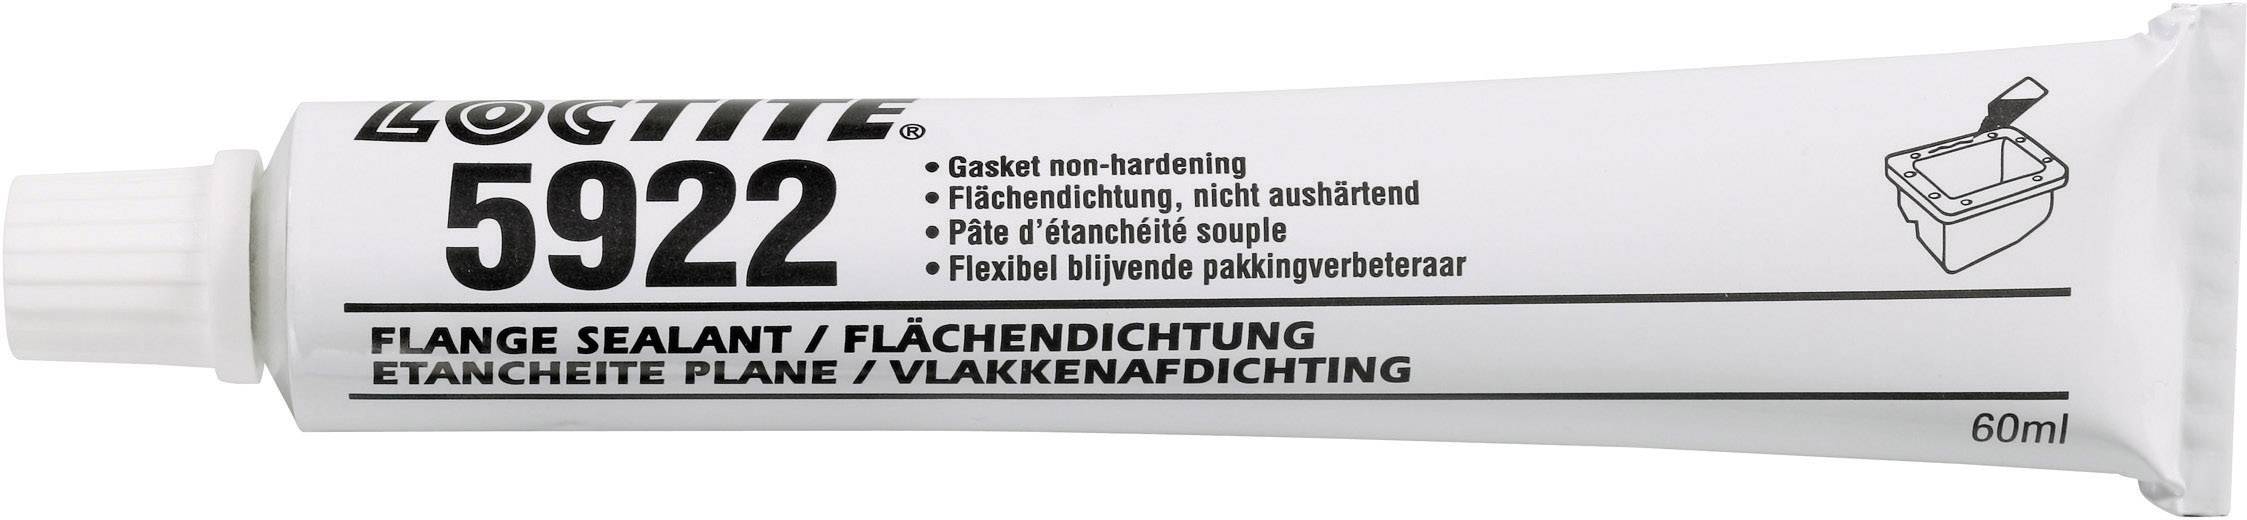 LOCTITE®
5922
• Gasket non-hardening
• Flächendichtung, nicht aushärtend
• Pâte d'étanchéité souple
• Flexibel blijvende pakkingverbeteraar
FLANGE SEALANT / FLÄCHENDICHTUNG
ETANCHEITE PLANE / VLAKKENAFDICHTING
60ml